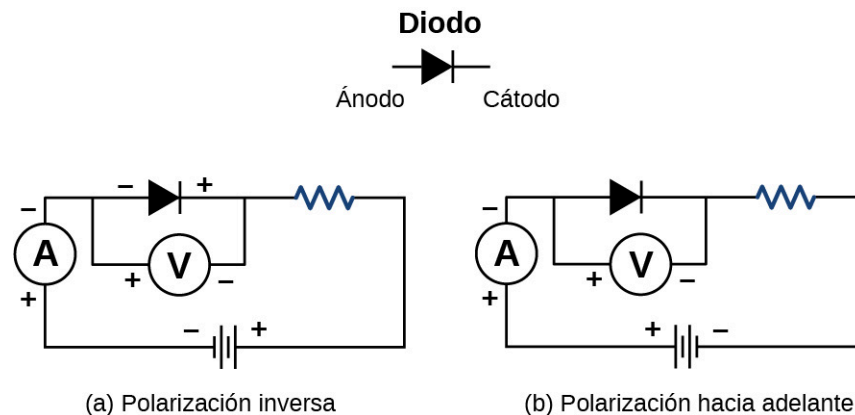 Diodo
Ánodo Cátodo
− + 
−
A
+
+ V −
− +
(a) Polarización inversa
−
A
+
+ V −
+ −
(b) Polarización hacia adelante